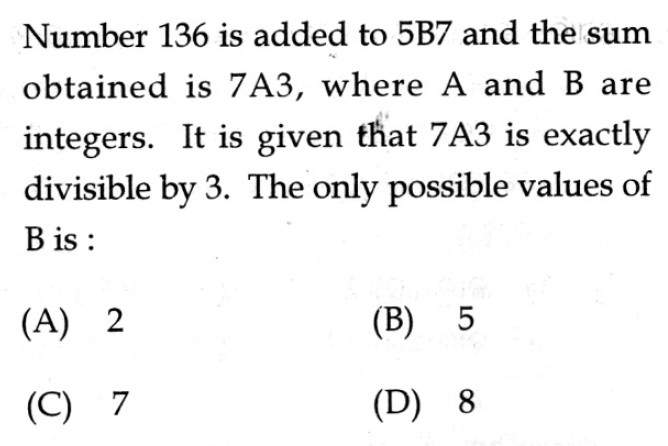 Number 136 is added to 5B7 and the sum
obtained is 7A3, where A and B are
integers. It is given that 7A3 is exactly
divisible by 3. The only possible values of
B is :
(A) 2 (B) 5
(C) 7 (D) 8